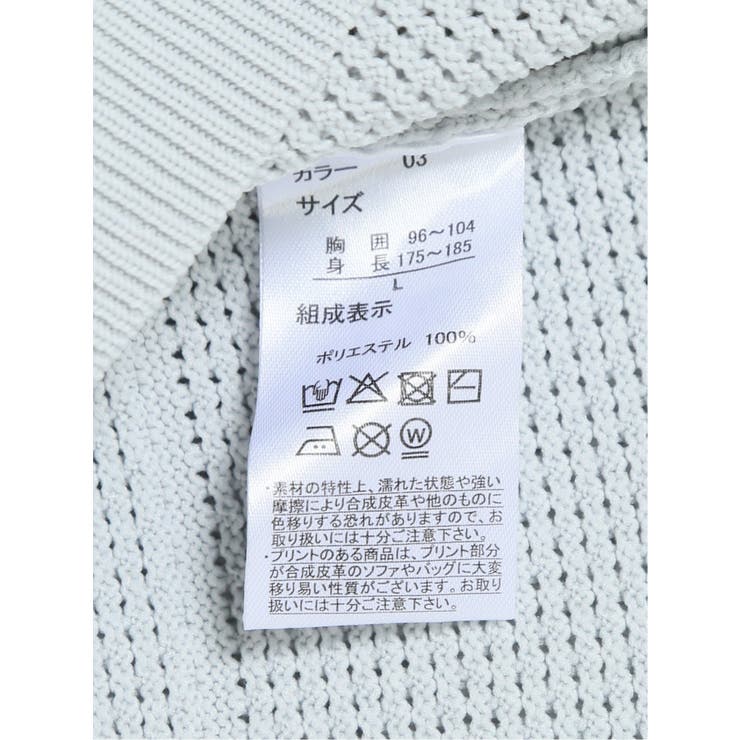 カラー 03
サイズ
胸 囲 96～104
身 長 175～185
L
組成表示
ポリエステル 100%
W
・素材の特性上、濡れた状態や強い
摩擦により合成皮革や他のものに
色移りする恐れがありますので、お
取り扱いには十分ご注意下さい。
・プリントのある商品は、プリント部分
が合成皮革のソファやバッグに大変
移り易い性質がございます。お取り
扱いには十分ご注意下さい。